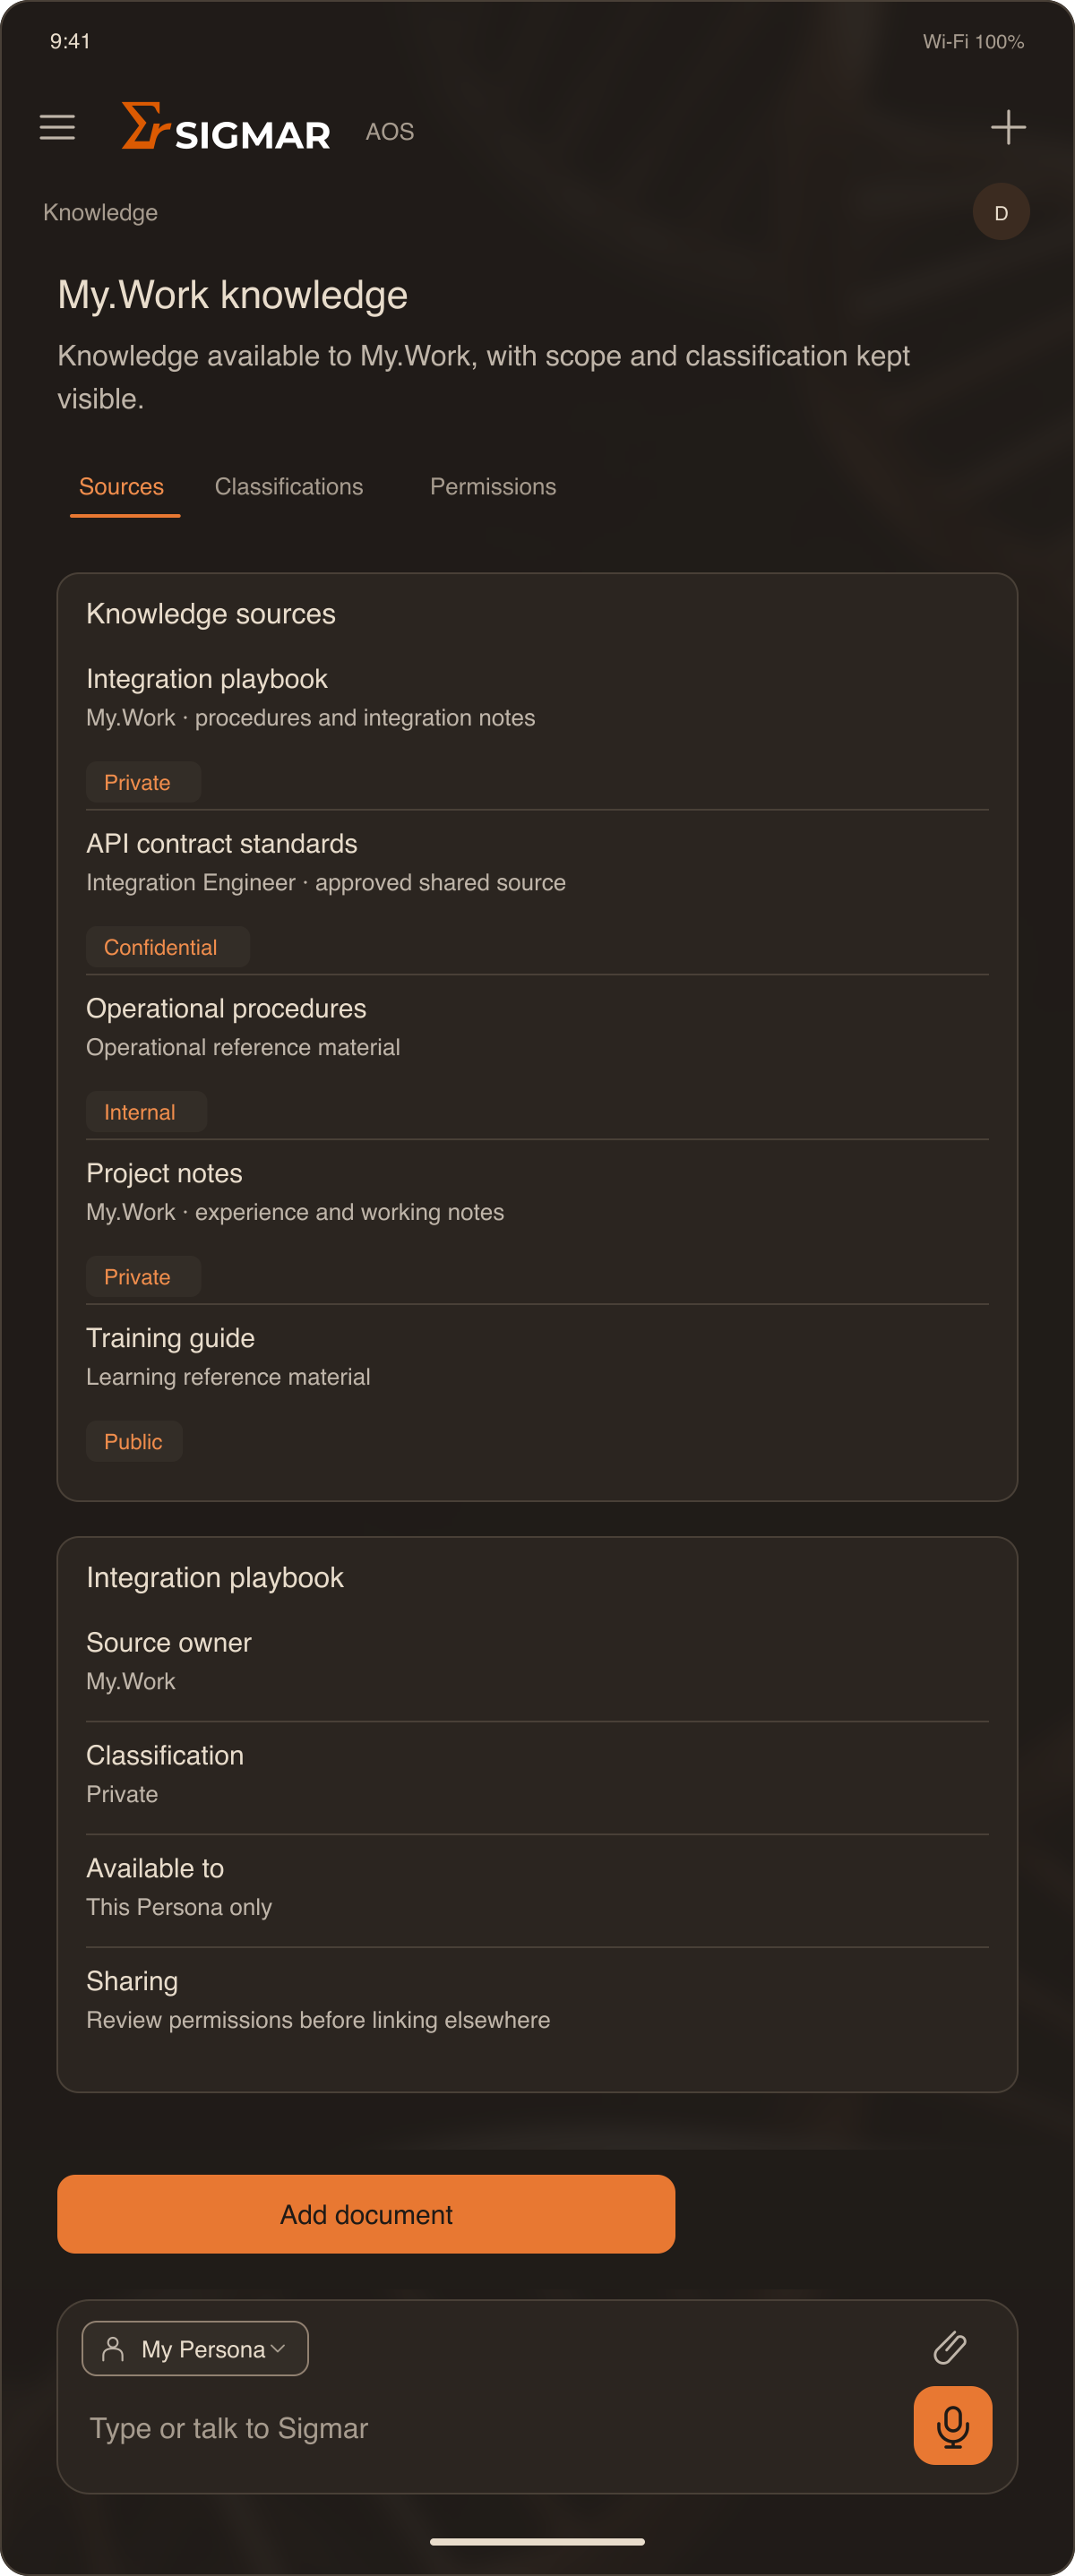 9:41
Wi-Fi 100%
Σr SIGMAR AOS
Knowledge
D
My.Work knowledge
Knowledge available to My.Work, with scope and classification kept
visible.
Sources Classifications Permissions
Knowledge sources
Integration playbook
My.Work · procedures and integration notes
Private
API contract standards
Integration Engineer · approved shared source
Confidential
Operational procedures
Operational reference material
Internal
Project notes
My.Work · experience and working notes
Private
Training guide
Learning reference material
Public
Integration playbook
Source owner
My.Work
Classification
Private
Available to
This Persona only
Sharing
Review permissions before linking elsewhere
Add document
My Persona
Type or talk to Sigmar